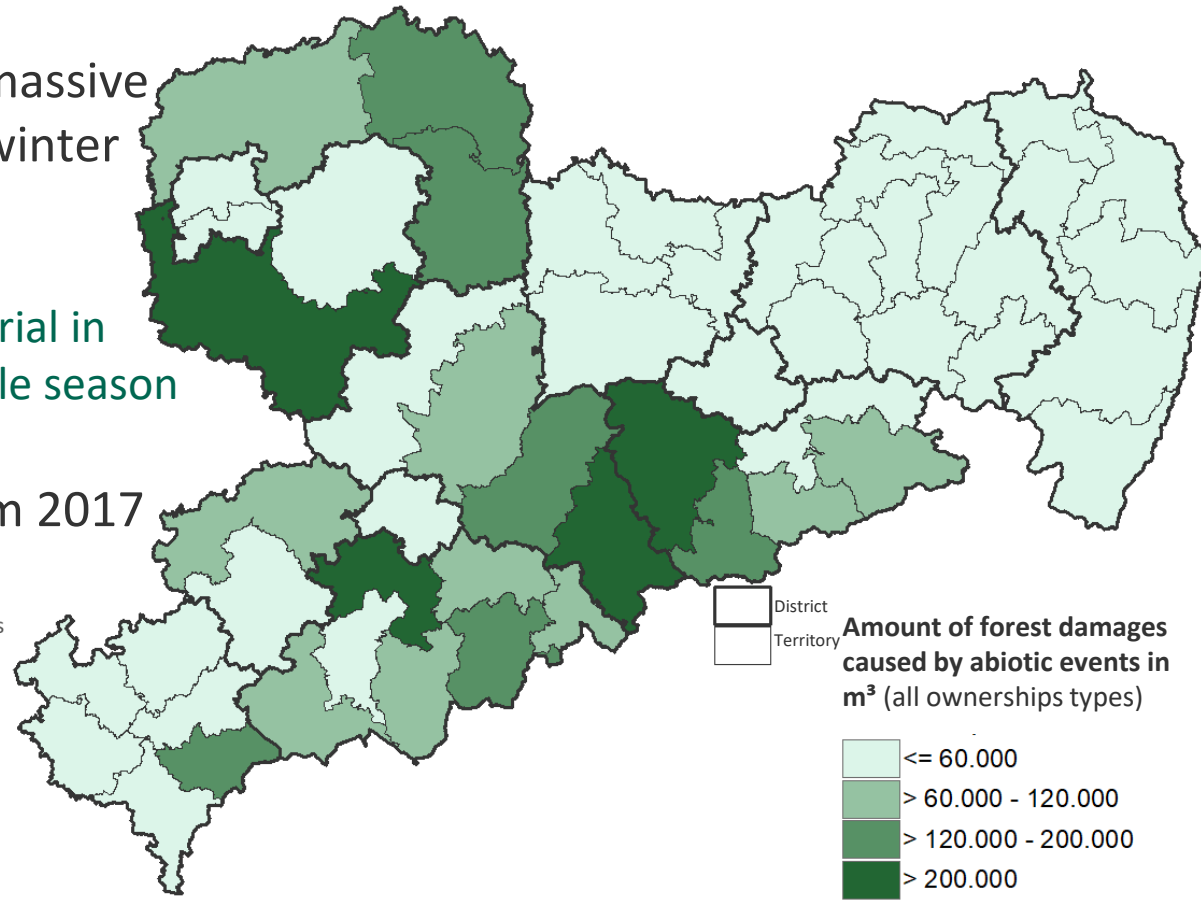 massive
winter
rial in
le season
m 2017
s
District
Territory
Amount of forest damages
caused by abiotic events in
m³ (all ownerships types)
<= 60.000
> 60.000 - 120.000
> 120.000 - 200.000
> 200.000